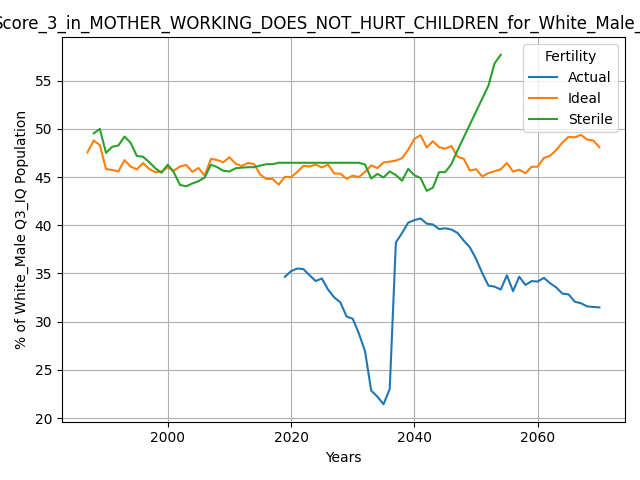 Score_3_in_MOTHER_WORKING_DOES_NOT_HURT_CHILDREN_for_White_Male_
Fertility
Actual
Ideal
Sterile
% of White_Male Q3_IQ Population
55
50
45
40
35
30
25
20
2000
2020
2040
2060
Years